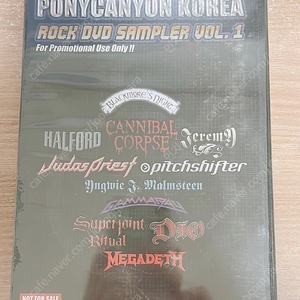 PONYCANYON KOREA
ROCK DVD SAMPLER VOL. 1
For Promotional Use Only !!
BLACKMORE'S NIGHT
HALFORD CANNIBAL CORPSE Jeremy
Judas Priest pitchshifter
Yngwie J. Malmsteen
GAMMARAY
Superjoint Ritual DIO
MEGADETH
NOT FOR SALE